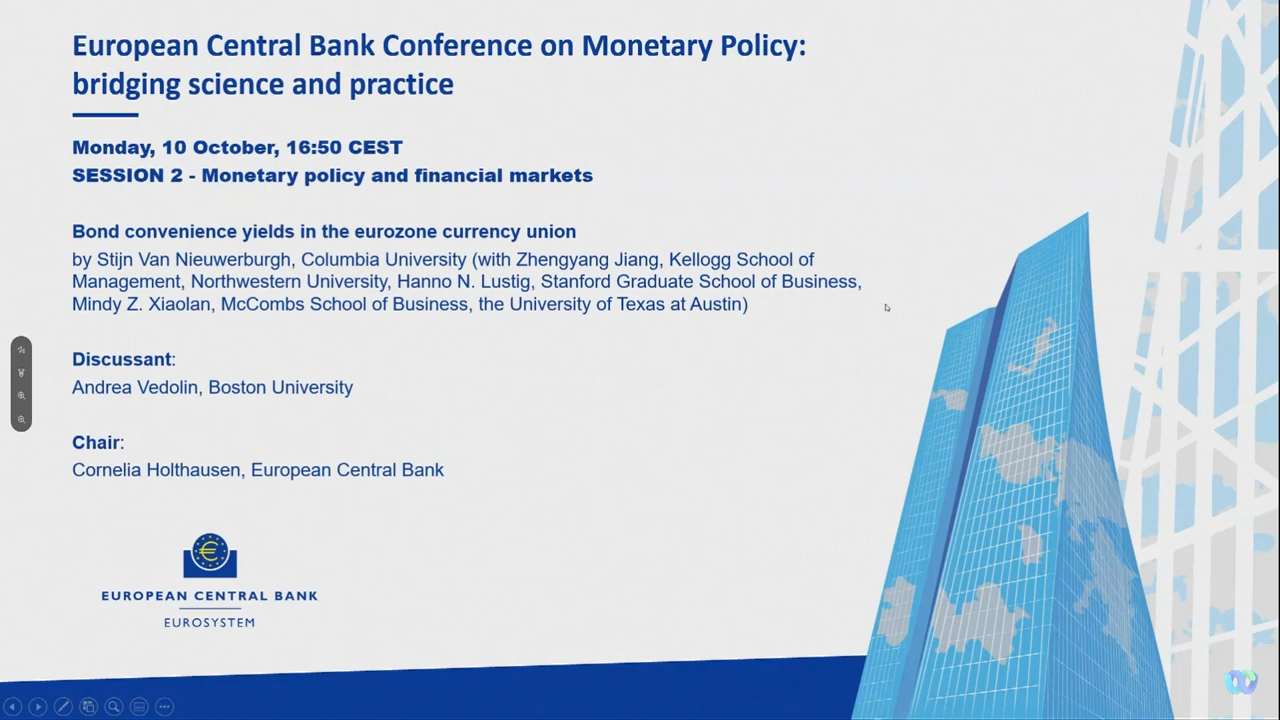 European Central Bank Conference on Monetary Policy:
bridging science and practice
Monday, 10 October, 16:50 CEST
SESSION 2 - Monetary policy and financial markets
Bond convenience yields in the eurozone currency union
by Stijn Van Nieuwerburgh, Columbia University (with Zhengyang Jiang, Kellogg School of
Management, Northwestern University, Hanno N. Lustig, Stanford Graduate School of Business,
Mindy Z. Xiaolan, McCombs School of Business, the University of Texas at Austin)
Discussant:
Andrea Vedolin, Boston University
Chair:
Cornelia Holthausen, European Central Bank
€
EUROPEAN CENTRAL BANK
EUROSYSTEM